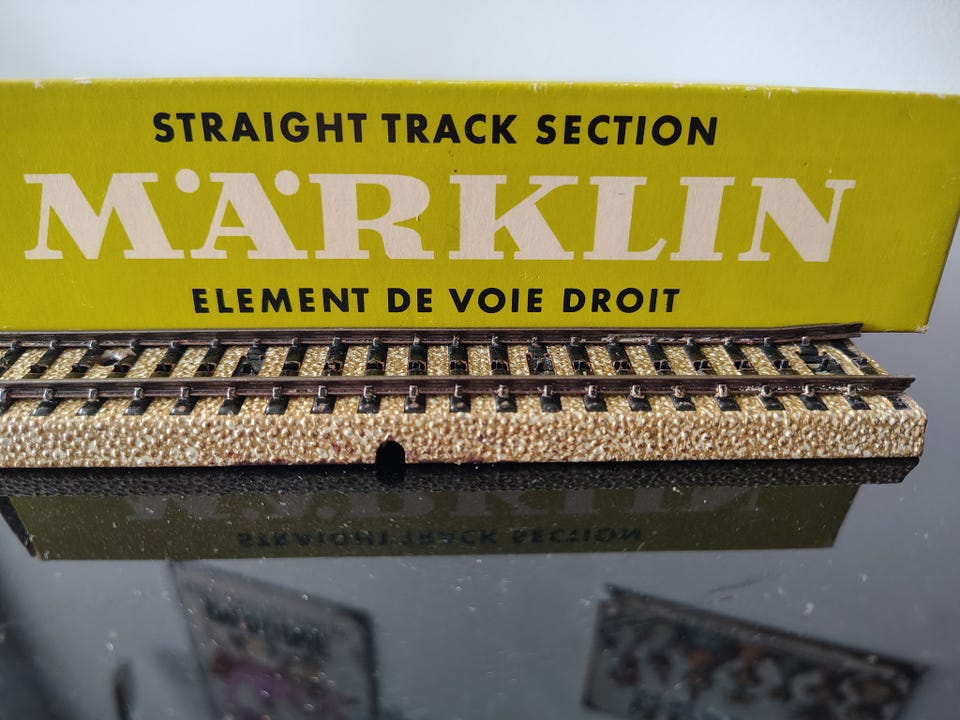 STRAIGHT TRACK SECTION
MÄRKLIN
ELEMENT DE VOIE DROIT